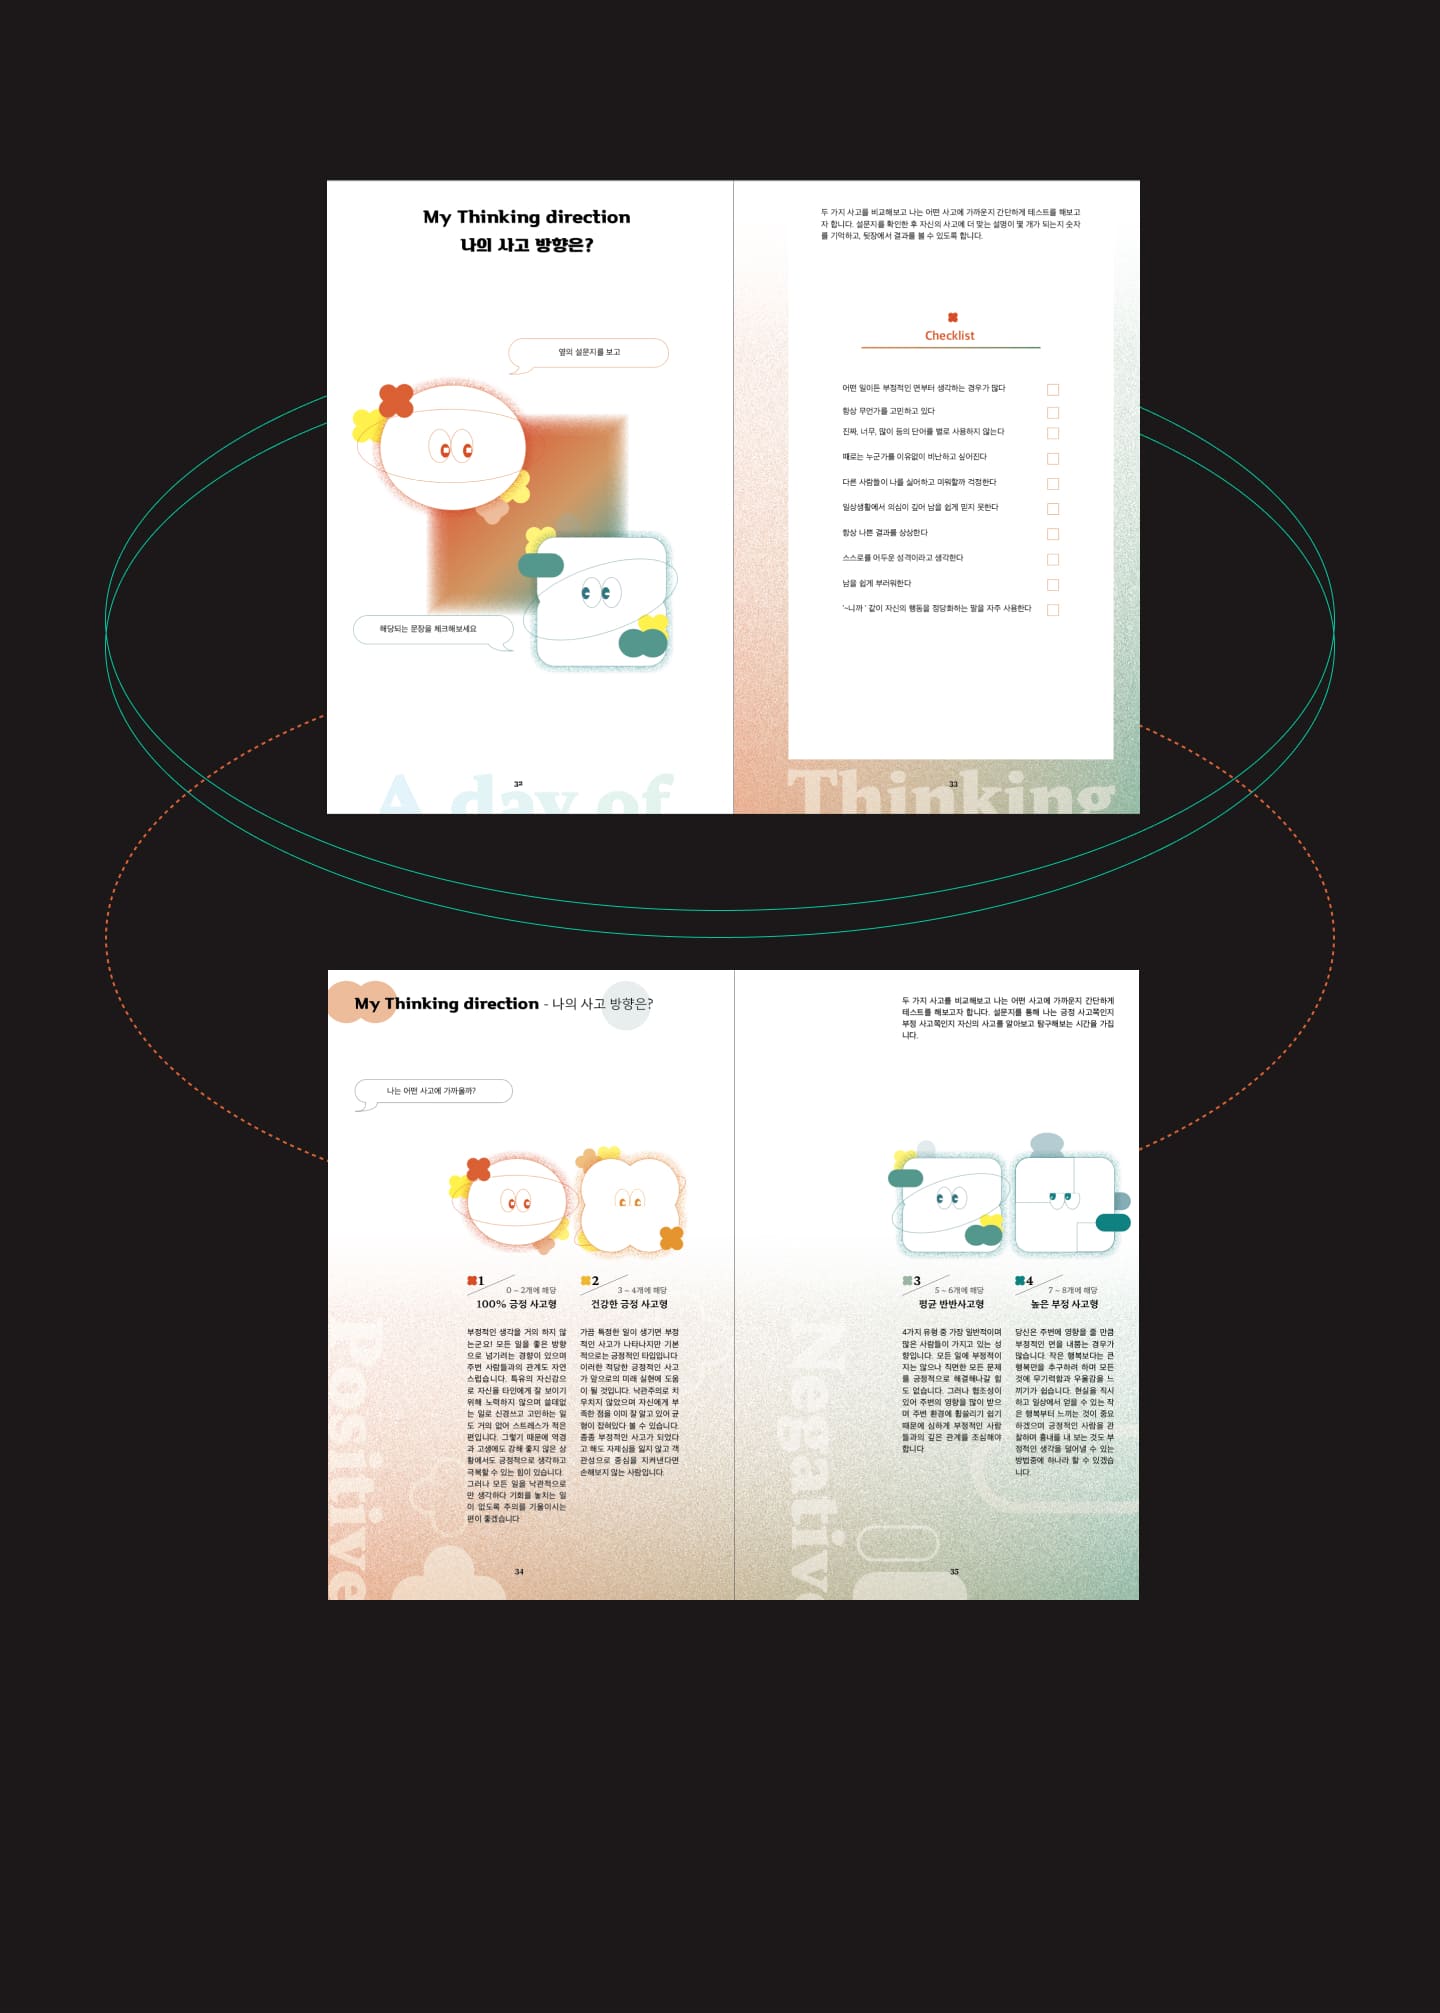 My Thinking direction
나의 사고 방향은?
옆의 설문지를 보고
해당되는 문장을 체크해보세요
A day of
32
두 가지 사고를 비교해보고 나는 어떤 사고에 가까운지 간단하게 테스트를 해보고
자 합니다. 설문지를 확인한 후 자신의 사고에 더 맞는 설명이 몇 개가 되는지 숫자
를 기억하고, 뒷장에서 결과를 볼 수 있도록 합니다.
Checklist
어떤 일이든 부정적인 면부터 생각하는 경우가 많다
항상 무언가를 고민하고 있다
진짜, 너무, 많이 등의 단어를 별로 사용하지 않는다
때로는 누군가를 이유없이 비난하고 싶어진다
다른 사람들이 나를 싫어하고 미워할까 걱정한다
일상생활에서 의심이 깊어 남을 쉽게 믿지 못한다
항상 나쁜 결과를 상상한다
스스로를 어두운 성격이라고 생각한다
남을 쉽게 부러워한다
'~니까 ' 같이 자신의 행동을 정당화하는 말을 자주 사용한다
Thinking
33
My Thinking direction - 나의 사고 방향은?
나는 어떤 사고에 가까울까?
1
0 ~ 2개에 해당
100% 긍정 사고형
부정적인 생각을 거의 하지 않
는군요! 모든 일을 좋은 방향
으로 넘기려는 경향이 있으며
주변 사람들과의 관계도 자연
스럽습니다. 특유의 자신감으
로 자신을 타인에게 잘 보이기
위해 노력하지 않으며 쓸데없
는 일로 신경쓰고 고민하는 일
도 거의 없어 스트레스가 적은
편입니다. 그렇기 때문에 역경
과 고생에도 강해 좋지 않은 상
황에서도 긍정적으로 생각하고
극복할 수 있는 힘이 있습니다.
그러나 모든 일을 낙관적으로
만 생각하다 기회를 놓치는 일
이 없도록 주의를 기울이시는
편이 좋겠습니다
2
3 ~ 4개에 해당
건강한 긍정 사고형
가끔 특정한 일이 생기면 부정
적인 사고가 나타나지만 기본
적으로는 긍정적인 타입입니다.
이러한 적당한 긍정적인 사고
가 앞으로의 미래 실현에 도움
이 될 것입니다. 낙관주의로 치
우치지 않았으며 자신에게 부
족한 점을 이미 잘 알고 있어 균
형이 잡혀있다 볼 수 있습니다.
종종 부정적인 사고가 되었다
고 해도 자제심을 잃지 않고 객
관성으로 중심을 지켜낸다면
손해보지 않는 사람입니다.
Positive
34
두 가지 사고를 비교해보고 나는 어떤 사고에 가까운지 간단하게
테스트를 해보고자 합니다. 설문지를 통해 나는 긍정 사고쪽인지
부정 사고쪽인지 자신의 사고를 알아보고 탐구해보는 시간을 가집
니다.
3
5 ~ 6개에 해당
평균 반반사고형
4가지 유형 중 가장 일반적이며
많은 사람들이 가지고 있는 성
향입니다. 모든 일에 부정적이
지는 않으나 직면한 모든 문제
를 긍정적으로 해결해나갈 힘
도 없습니다. 그러나 협조성이
있어 주변의 영향을 많이 받으
며 주변 환경에 휩쓸리기 쉽기
때문에 심하게 부정적인 사람
들과의 깊은 관계를 조심해야
합니다.
4
7 ~ 8개에 해당
높은 부정 사고형
당신은 주변에 영향을 줄 만큼
부정적인 면을 내뿜는 경우가
많습니다. 작은 행복보다는 큰
행복만을 추구하려 하며 모든
것에 무기력함과 우울감을 느
끼기가 쉽습니다. 현실을 직시
하고 일상에서 얻을 수 있는 작
은 행복부터 느끼는 것이 중요
하겠으며 긍정적인 사람을 관
찰하며 흉내를 내 보는 것도 부
정적인 생각을 덜어낼 수 있는
방법중에 하나라 할 수 있겠습
니다.
Negative
35